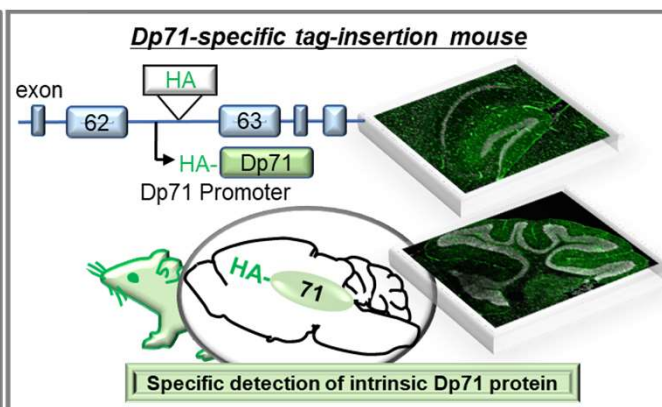 Dp71-specific tag-insertion mouse
HA
exon
62
63
HA-
Dp71
Dp71 Promoter
HA-
71
Specific detection of intrinsic Dp71 protein